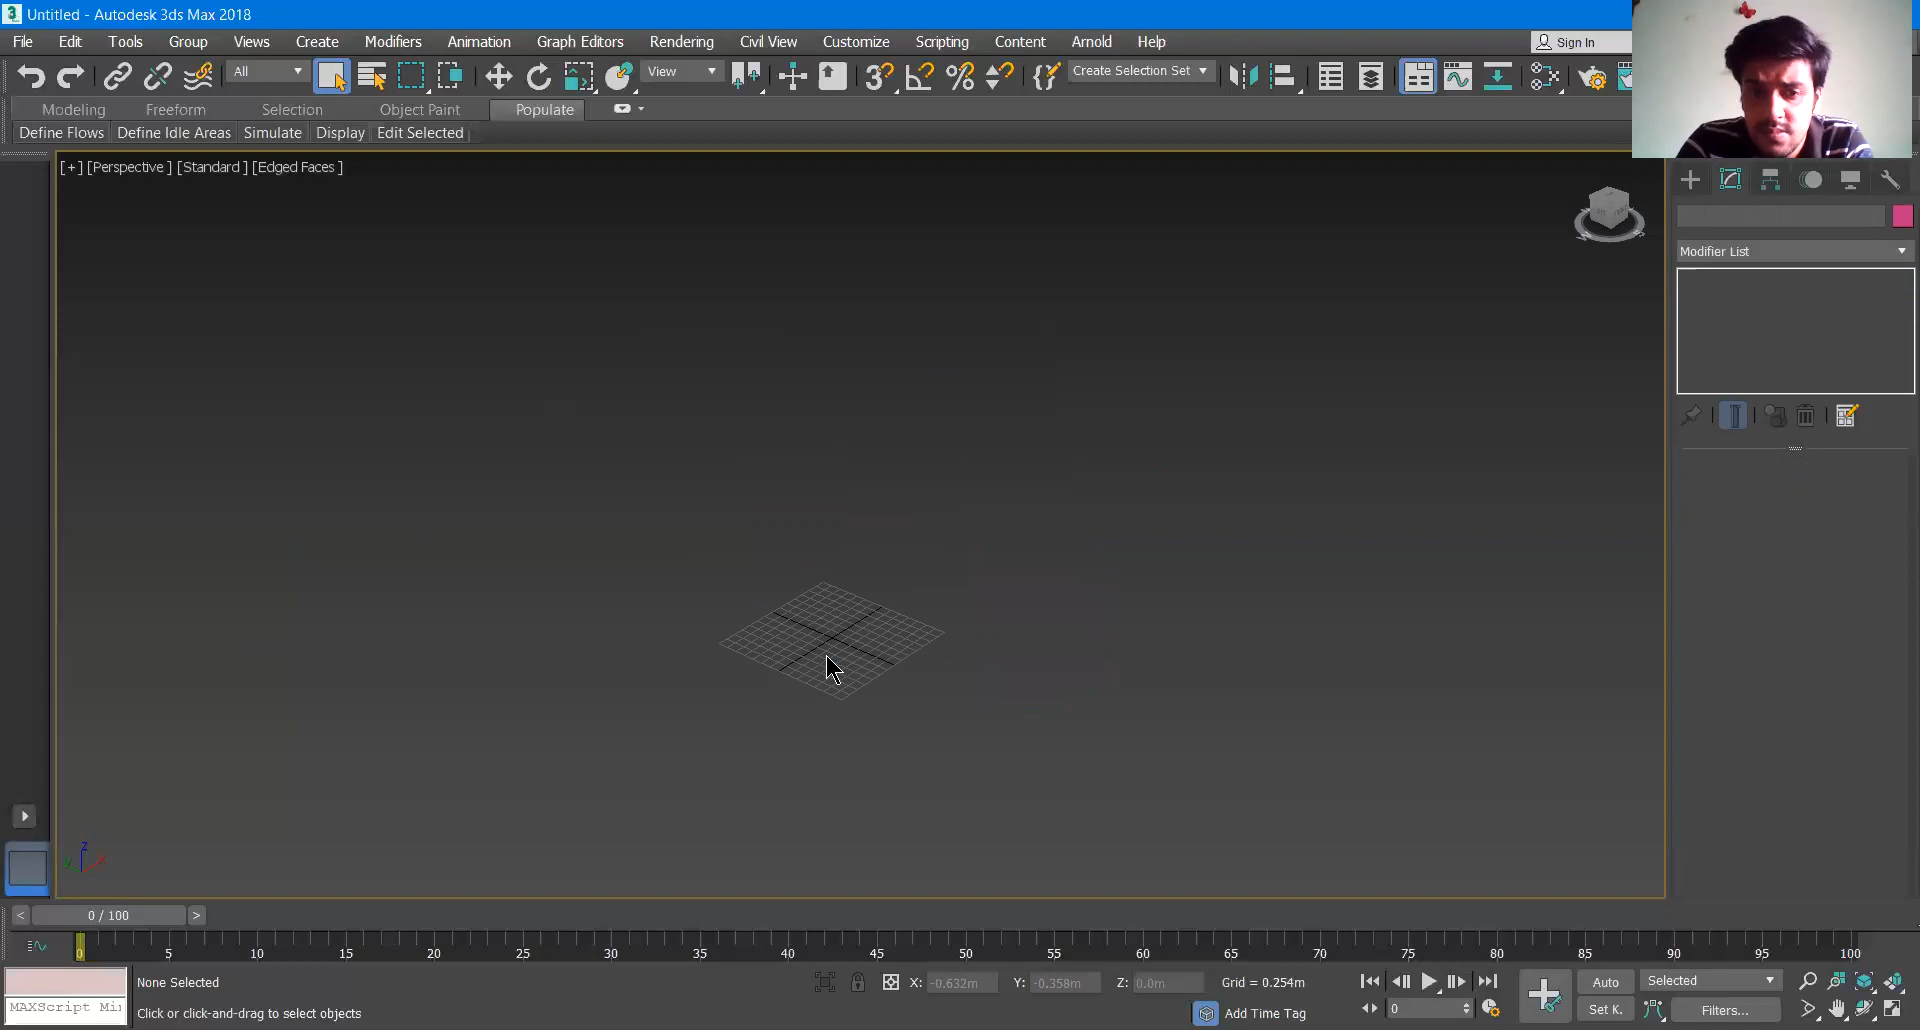 Untitled - Autodesk 3ds Max 2018
File Edit Tools Group Views Create Modifiers Animation Graph Editors Rendering Civil View Customize Scripting Content Arnold Help Sign In
All View Create Selection Set
Modeling Freeform Selection Object Paint Populate
Define Flows Define Idle Areas Simulate Display Edit Selected
[+] [Perspective ] [Standard ] [Edged Faces ]
Modifier List
z
x
y
< 0 / 100 >
0 5 10 15 20 25 30 35 40 45 50 55 60 65 70 75 80 85 90 95 100
None Selected X: -0.632m Y: -0.358m Z: 0.0m Grid = 0.254m Auto Selected
MAXScript Mi Click or click-and-drag to select objects Add Time Tag 0 Set K. Filters...